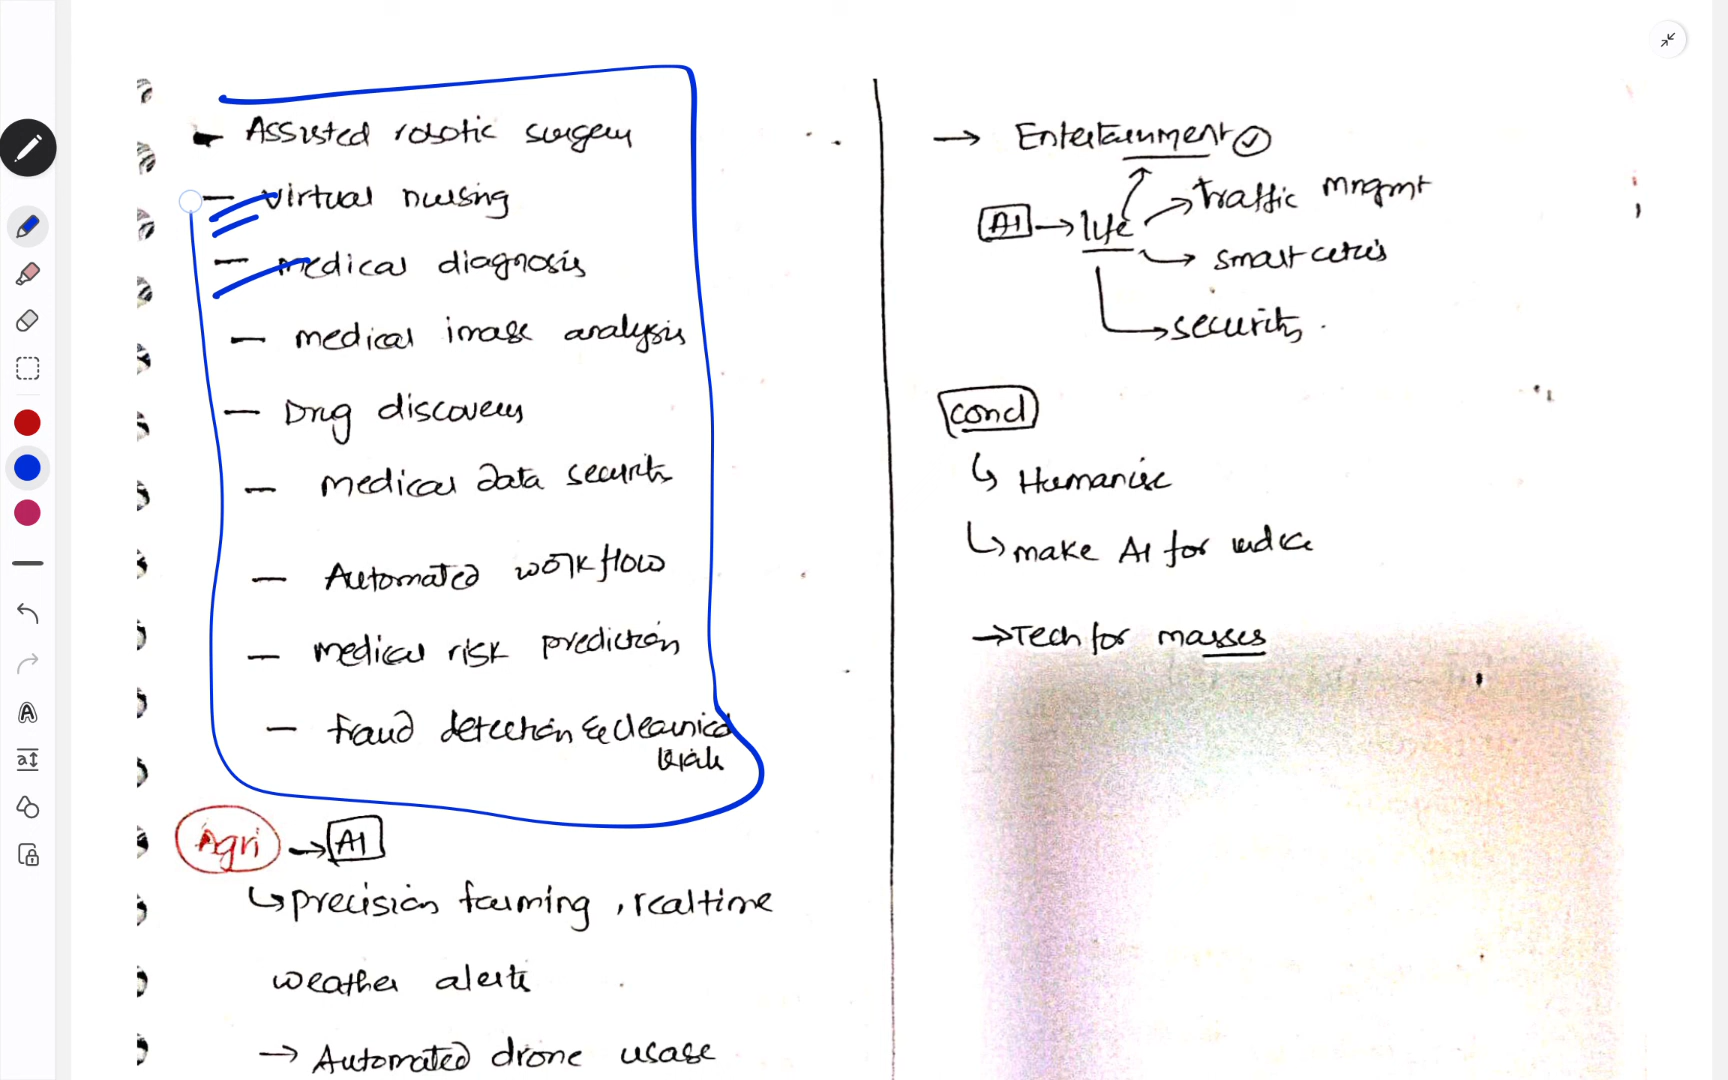 - Assisted robotic surgery
- virtual nursing
- medical diagnosis
- medical image analysis
- Drug discovery
- medical data security
- Automated workflow
- medical risk prediction
- fraud detection &
Agri → AI
↳ precision farming, realtime
weather alerts
→ Automated drone usage
→ Entertainment
traffic mngmt
AI → life
→ smart cities
→ security.
concl
↳ Humanise
↳ make AI for
→ Tech for masses